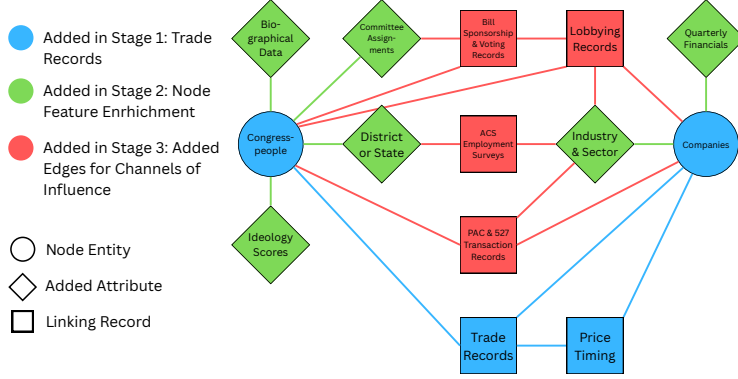 Added in Stage 1: Trade
Records
Added in Stage 2: Node
Feature Enrhichment
Added in Stage 3: Added
Edges for Channels of
Influence
Node Entity
Added Attribute
Linking Record
Bio-
graphical
Data
Committee
Assign-
ments
Bill
Sponsorship
& Voting
Records
Lobbying
Records
Quarterly
Financials
Congress-
people
District
or State
ACS
Employment
Surveys
Industry
& Sector
Companies
Ideology
Scores
PAC & 527
Transaction
Records
Trade
Records
Price
Timing